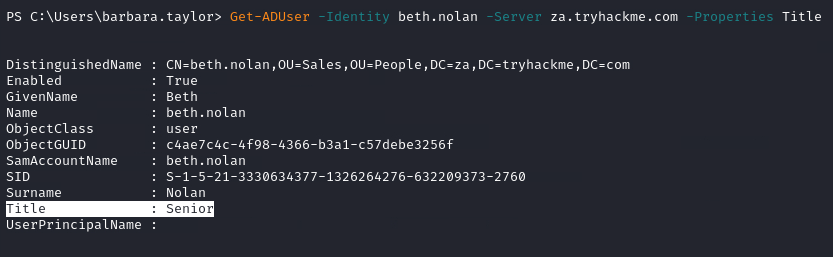 PS C:\Users\barbara.taylor> Get-ADUser -Identity beth.nolan -Server za.tryhackme.com -Properties Title
DistinguishedName : CN=beth.nolan,OU=Sales,OU=People,DC=za,DC=tryhackme,DC=com
Enabled           : True
GivenName         : Beth
Name              : beth.nolan
ObjectClass       : user
ObjectGUID        : c4ae7c4c-4f98-4366-b3a1-c57debe3256f
SamAccountName    : beth.nolan
SID               : S-1-5-21-3330634377-1326264276-632209373-2760
Surname           : Nolan
Title             : Senior
UserPrincipalName :